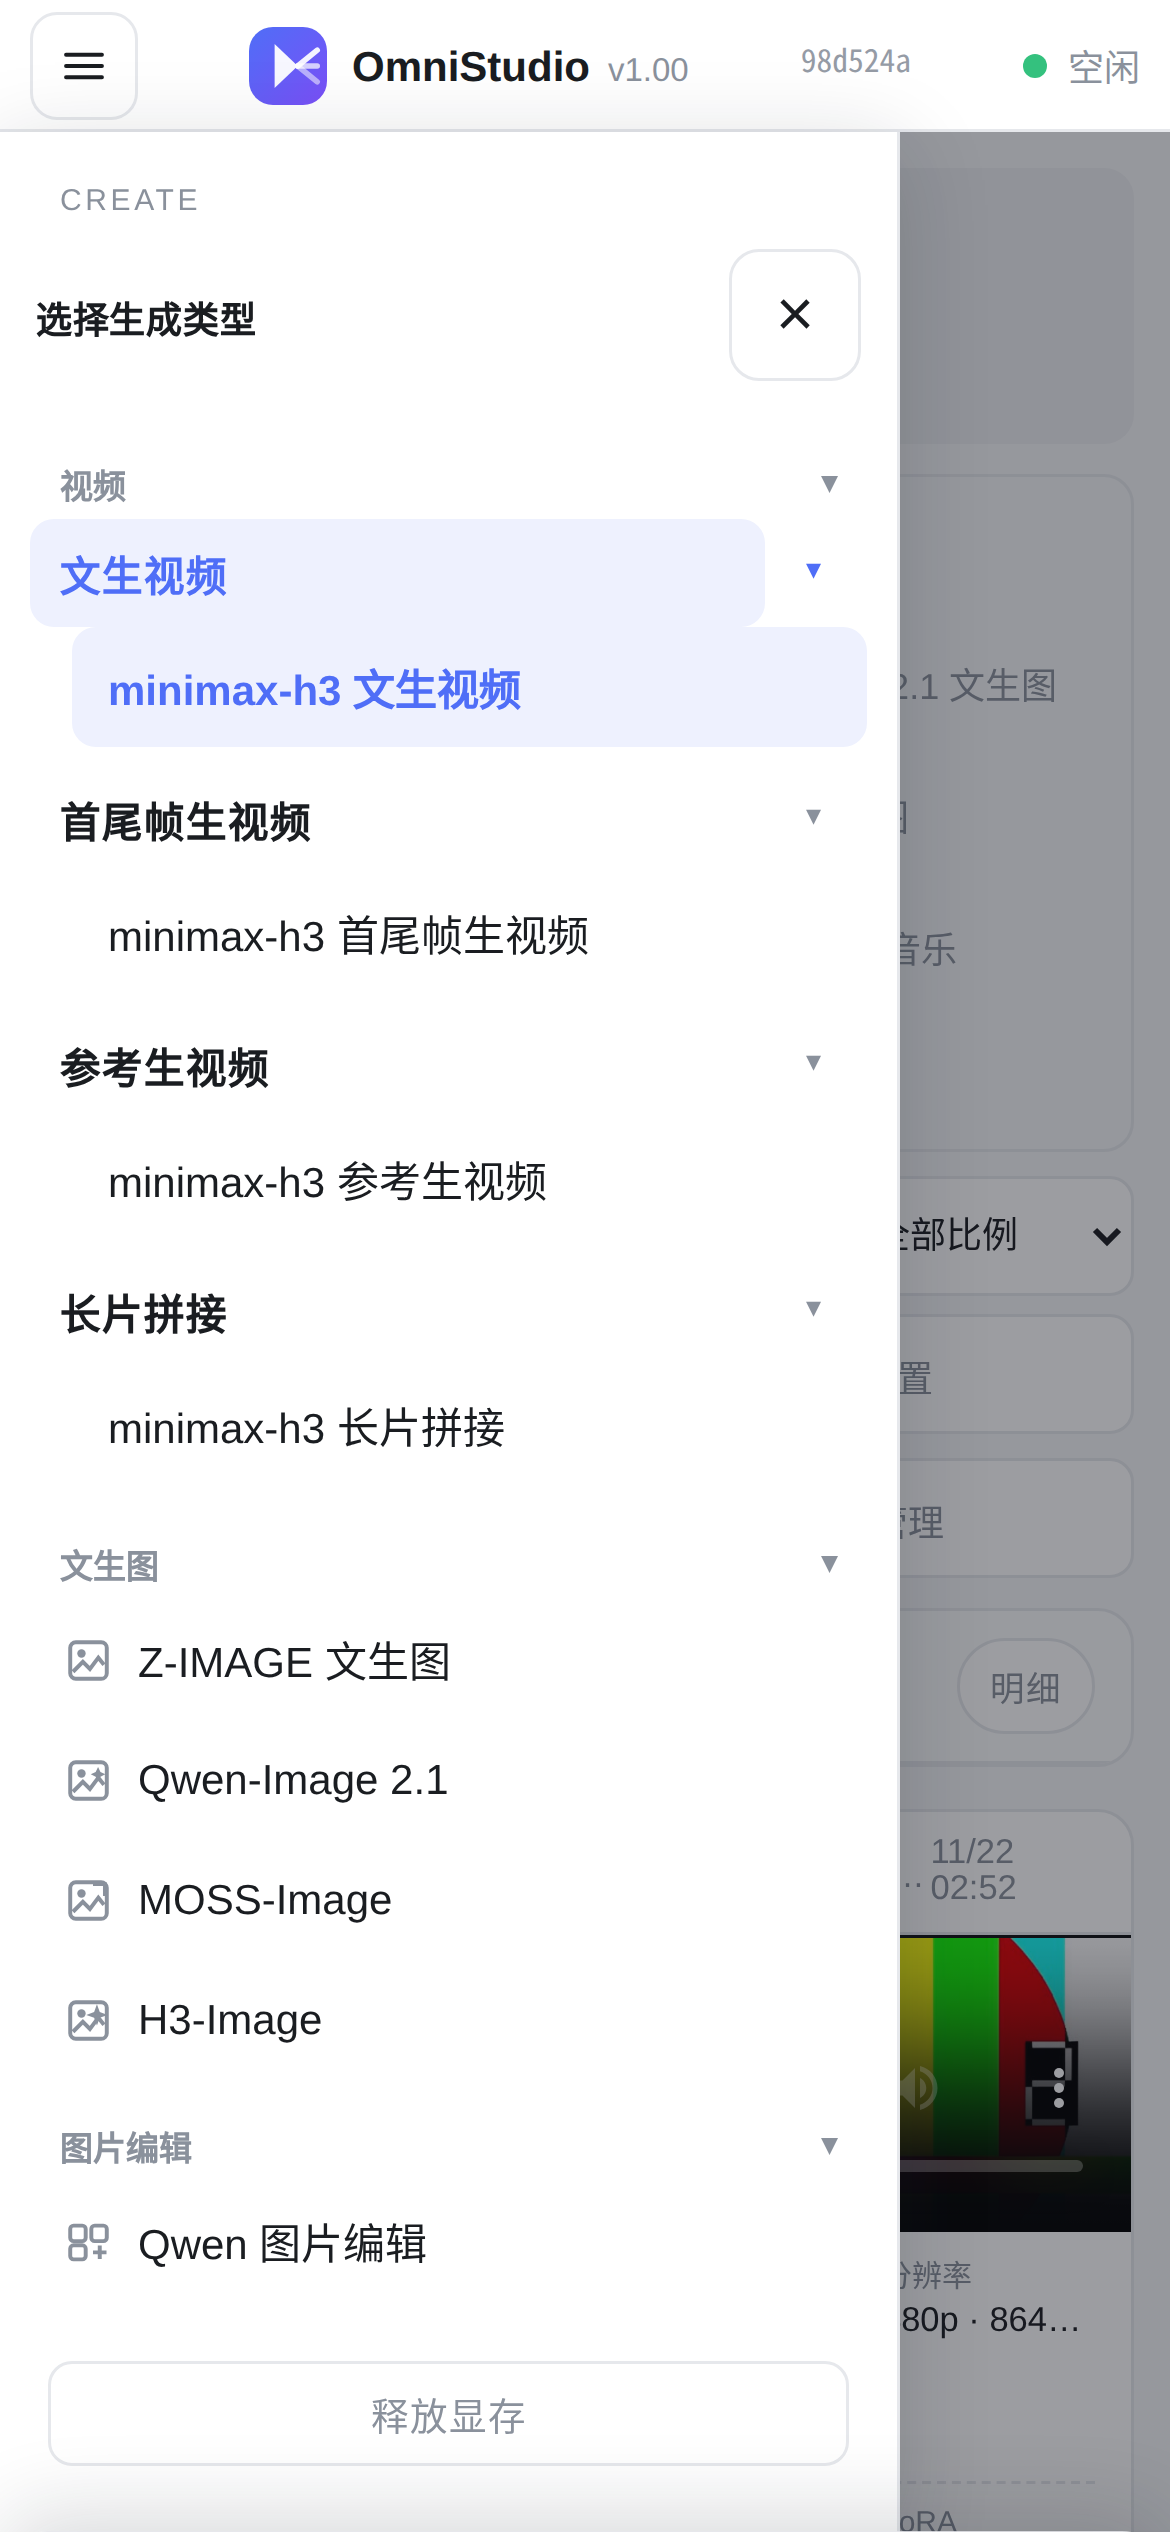 OmniStudio v1.00 98d524a 空闲
CREATE
选择生成类型
视频
文生视频
minimax-h3 文生视频
首尾帧生视频
minimax-h3 首尾帧生视频
参考生视频
minimax-h3 参考生视频
长片拼接
minimax-h3 长片拼接
文生图
Z-IMAGE 文生图
Qwen-Image 2.1
MOSS-Image
H3-Image
图片编辑
Qwen 图片编辑
释放显存
2.1 文生图
音乐
全部比例
置
管理
明细
11/22
02:52
分辨率
80p · 864…
oRA